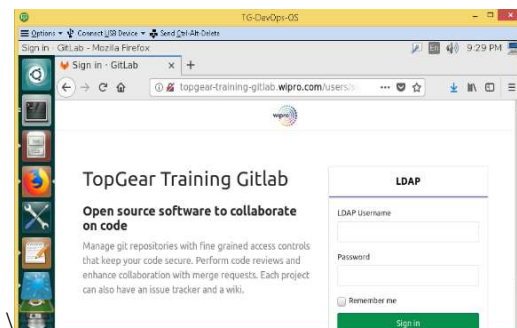 TG-DevOps-OS
Options Connect USB Device Send Ctrl-Alt-Delete
Sign in · GitLab - Mozilla Firefox En 9:29 PM
Sign in · GitLab × +
topgear-training-gitlab.wipro.com/users/s
wipro
TopGear Training Gitlab
LDAP
Open source software to collaborate
on code
LDAP Username
Manage git repositories with fine grained access controls
that keep your code secure. Perform code reviews and
enhance collaboration with merge requests. Each project
can also have an issue tracker and a wiki.
Password
Remember me
Sign in
\